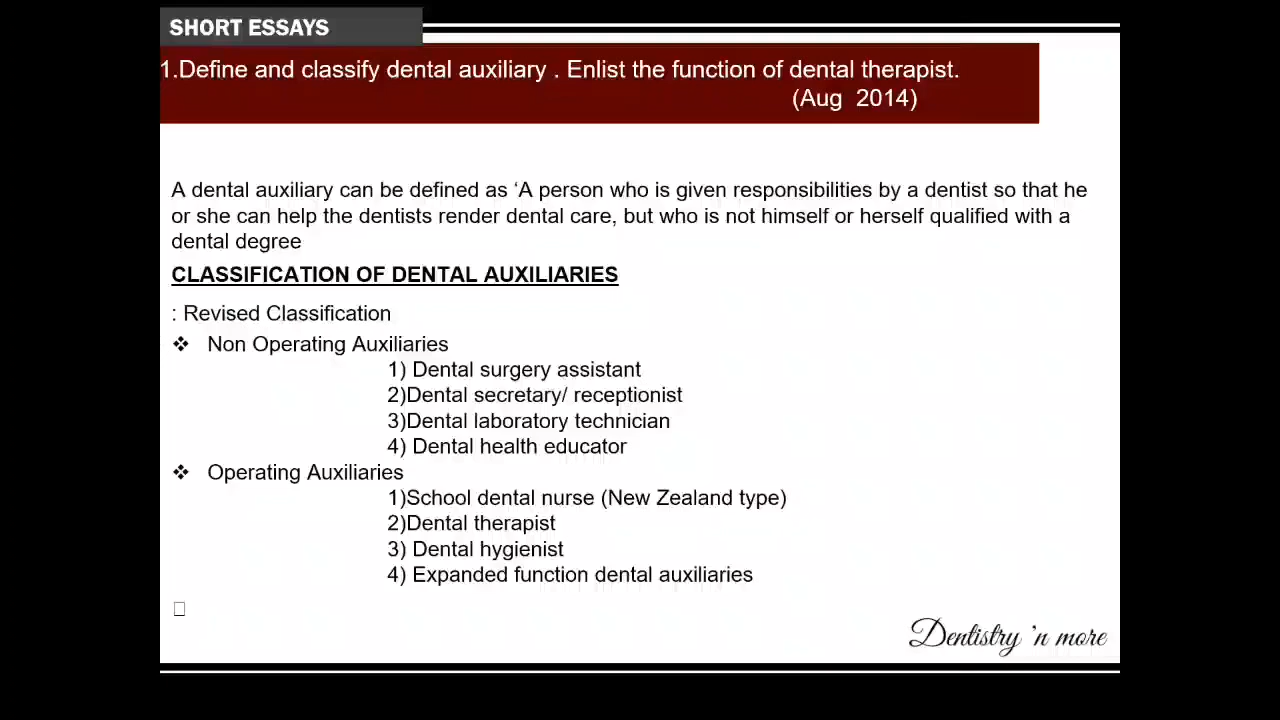 SHORT ESSAYS
1.Define and classify dental auxiliary . Enlist the function of dental therapist.
(Aug 2014)
A dental auxiliary can be defined as ‘A person who is given responsibilities by a dentist so that he
or she can help the dentists render dental care, but who is not himself or herself qualified with a
dental degree
CLASSIFICATION OF DENTAL AUXILIARIES
: Revised Classification
❖ Non Operating Auxiliaries
1) Dental surgery assistant
2)Dental secretary/ receptionist
3)Dental laboratory technician
4) Dental health educator
❖ Operating Auxiliaries
1)School dental nurse (New Zealand type)
2)Dental therapist
3) Dental hygienist
4) Expanded function dental auxiliaries
Dentistry 'n more